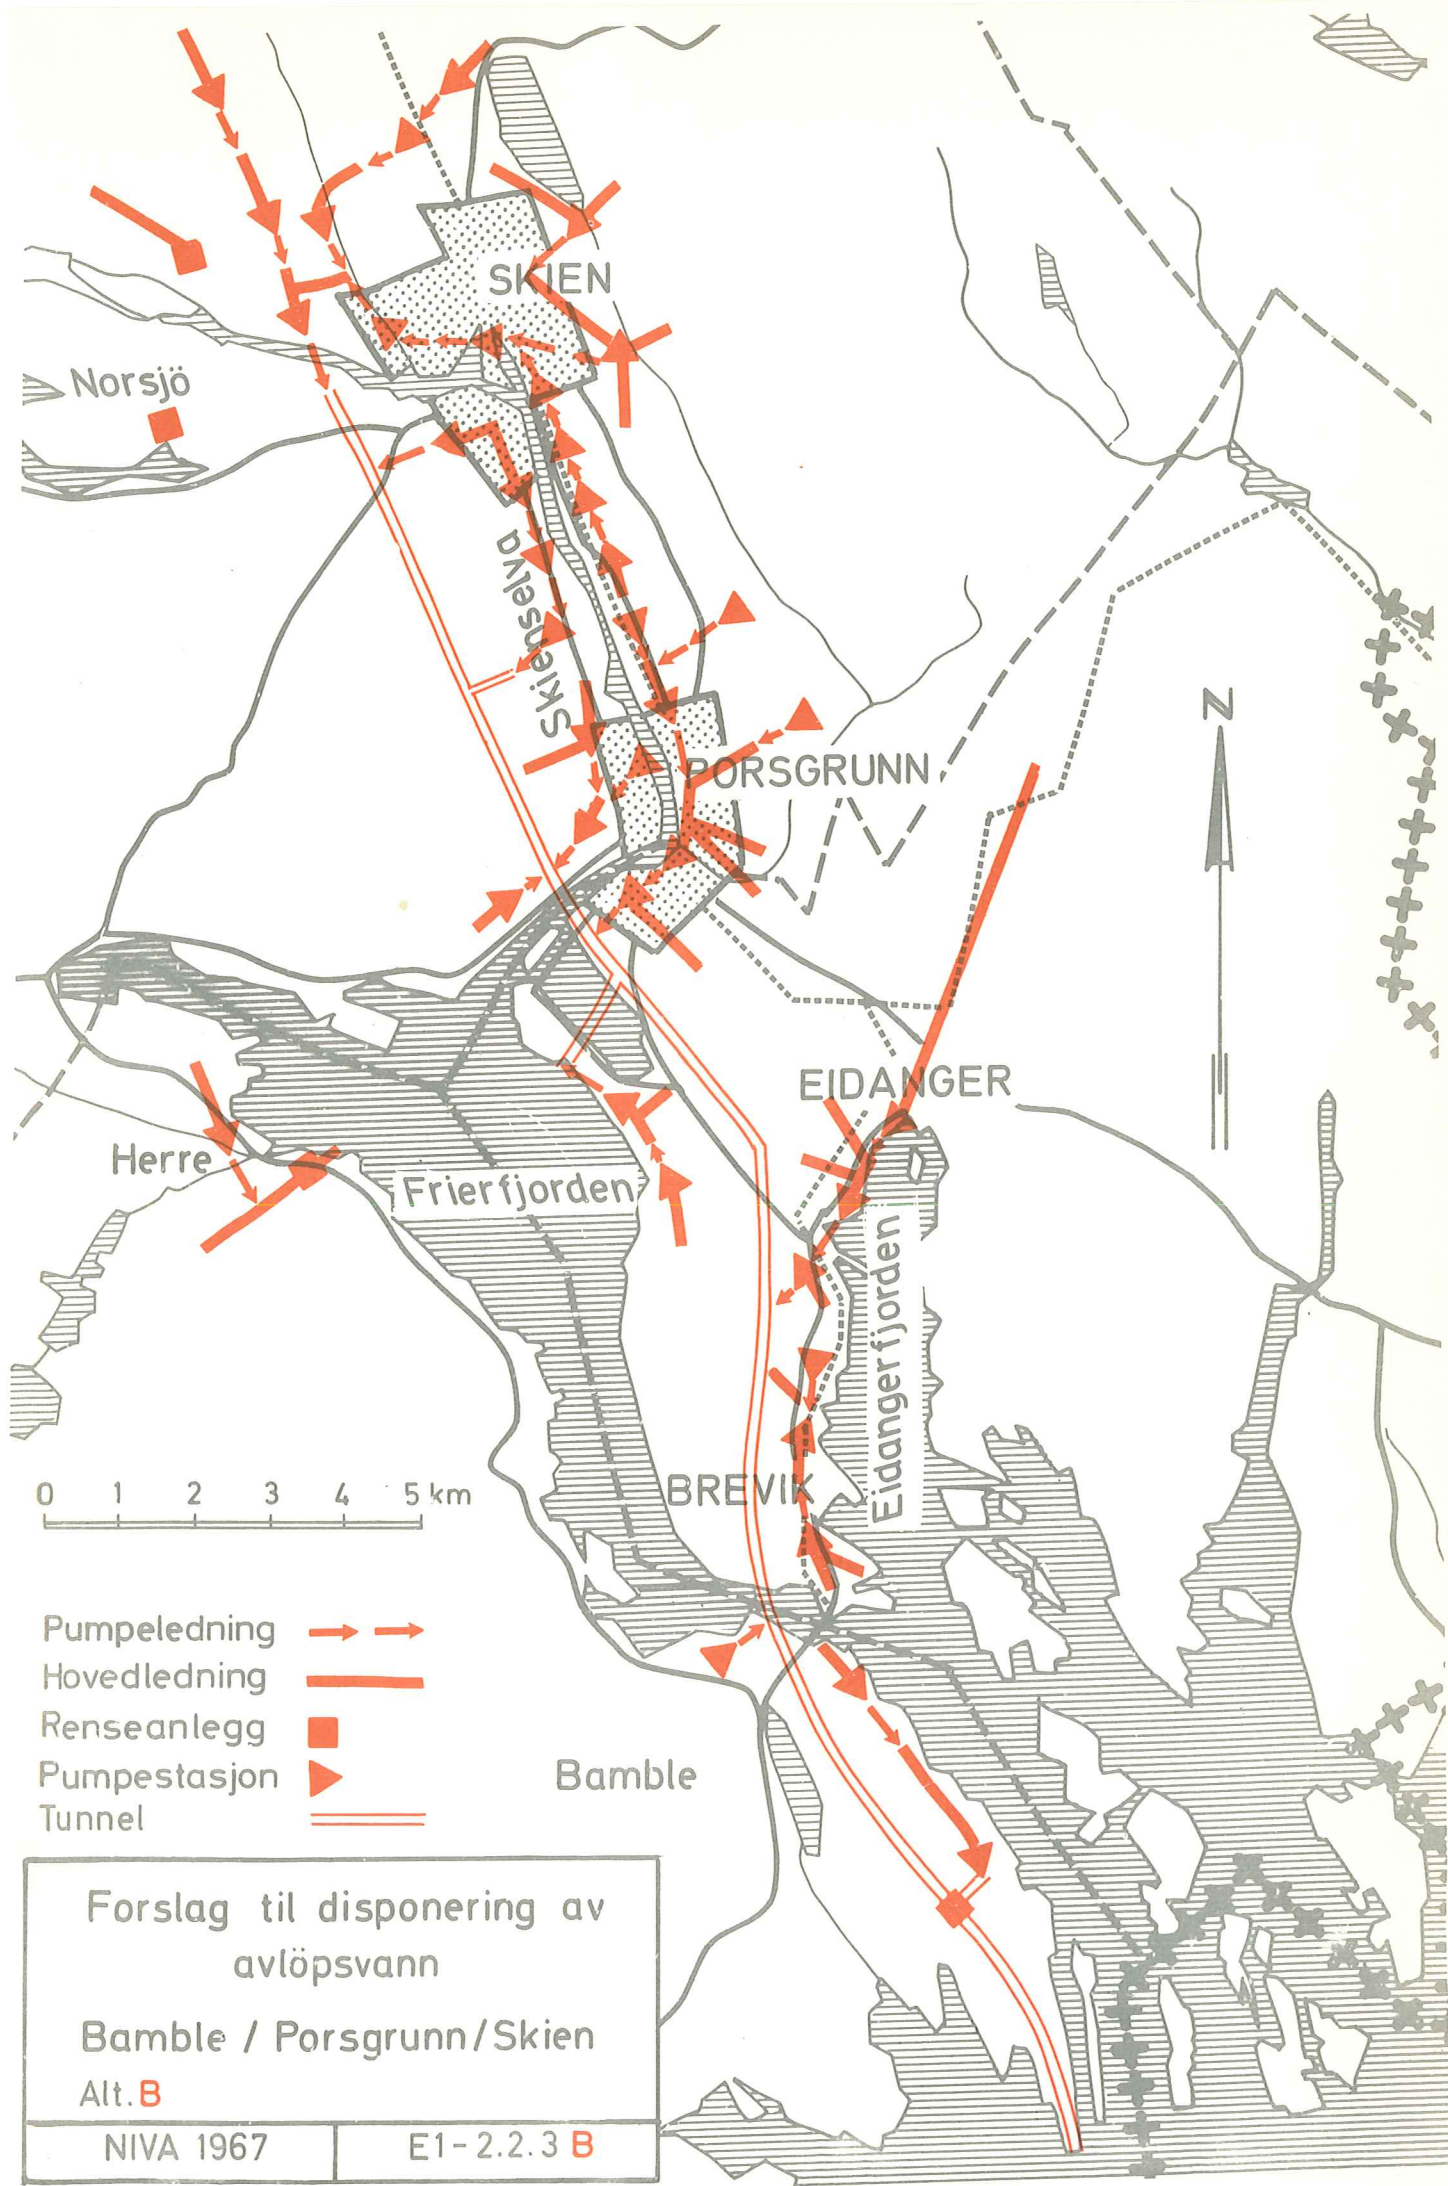 SKIEN
Norsjö
Skienselva
PORSGRUNN
N
EIDANGER
Herre
Frierfjorden
Eidangerfjorden
BREVIK
0 1 2 3 4 5 km
Pumpeledning
Hovedledning
Renseanlegg
Pumpestasjon
Tunnel
Bamble
Forslag til disponering av
avlöpsvann
Bamble / Porsgrunn/Skien
Alt. B
NIVA 1967
E1-2.2.3 B